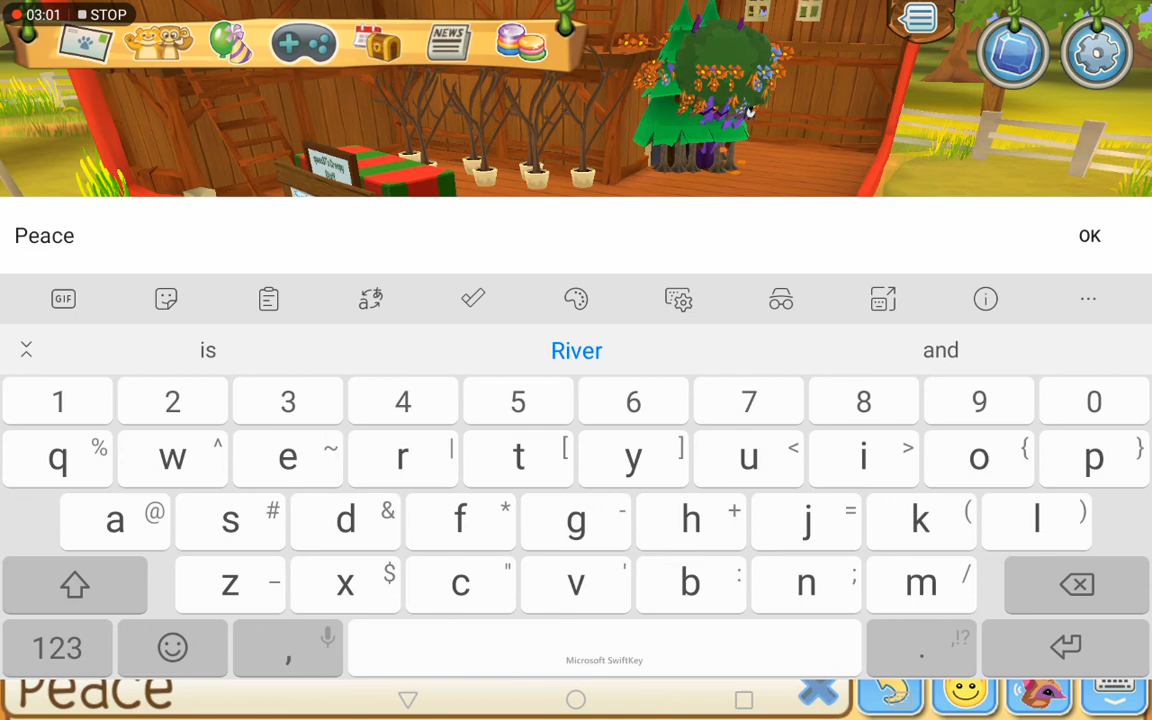 03:01 STOP
NEWS
Peace
OK
GIF
is River and
1 2 3 4 5 6 7 8 9 0
q % w ^ e ~ r | t [ y ] u < i > o { p }
a @ s # d & f * g - h + j = k ( l )
z _ x $ c " v ' b : n ; m /
123 , Microsoft SwiftKey . ,!?
Peace